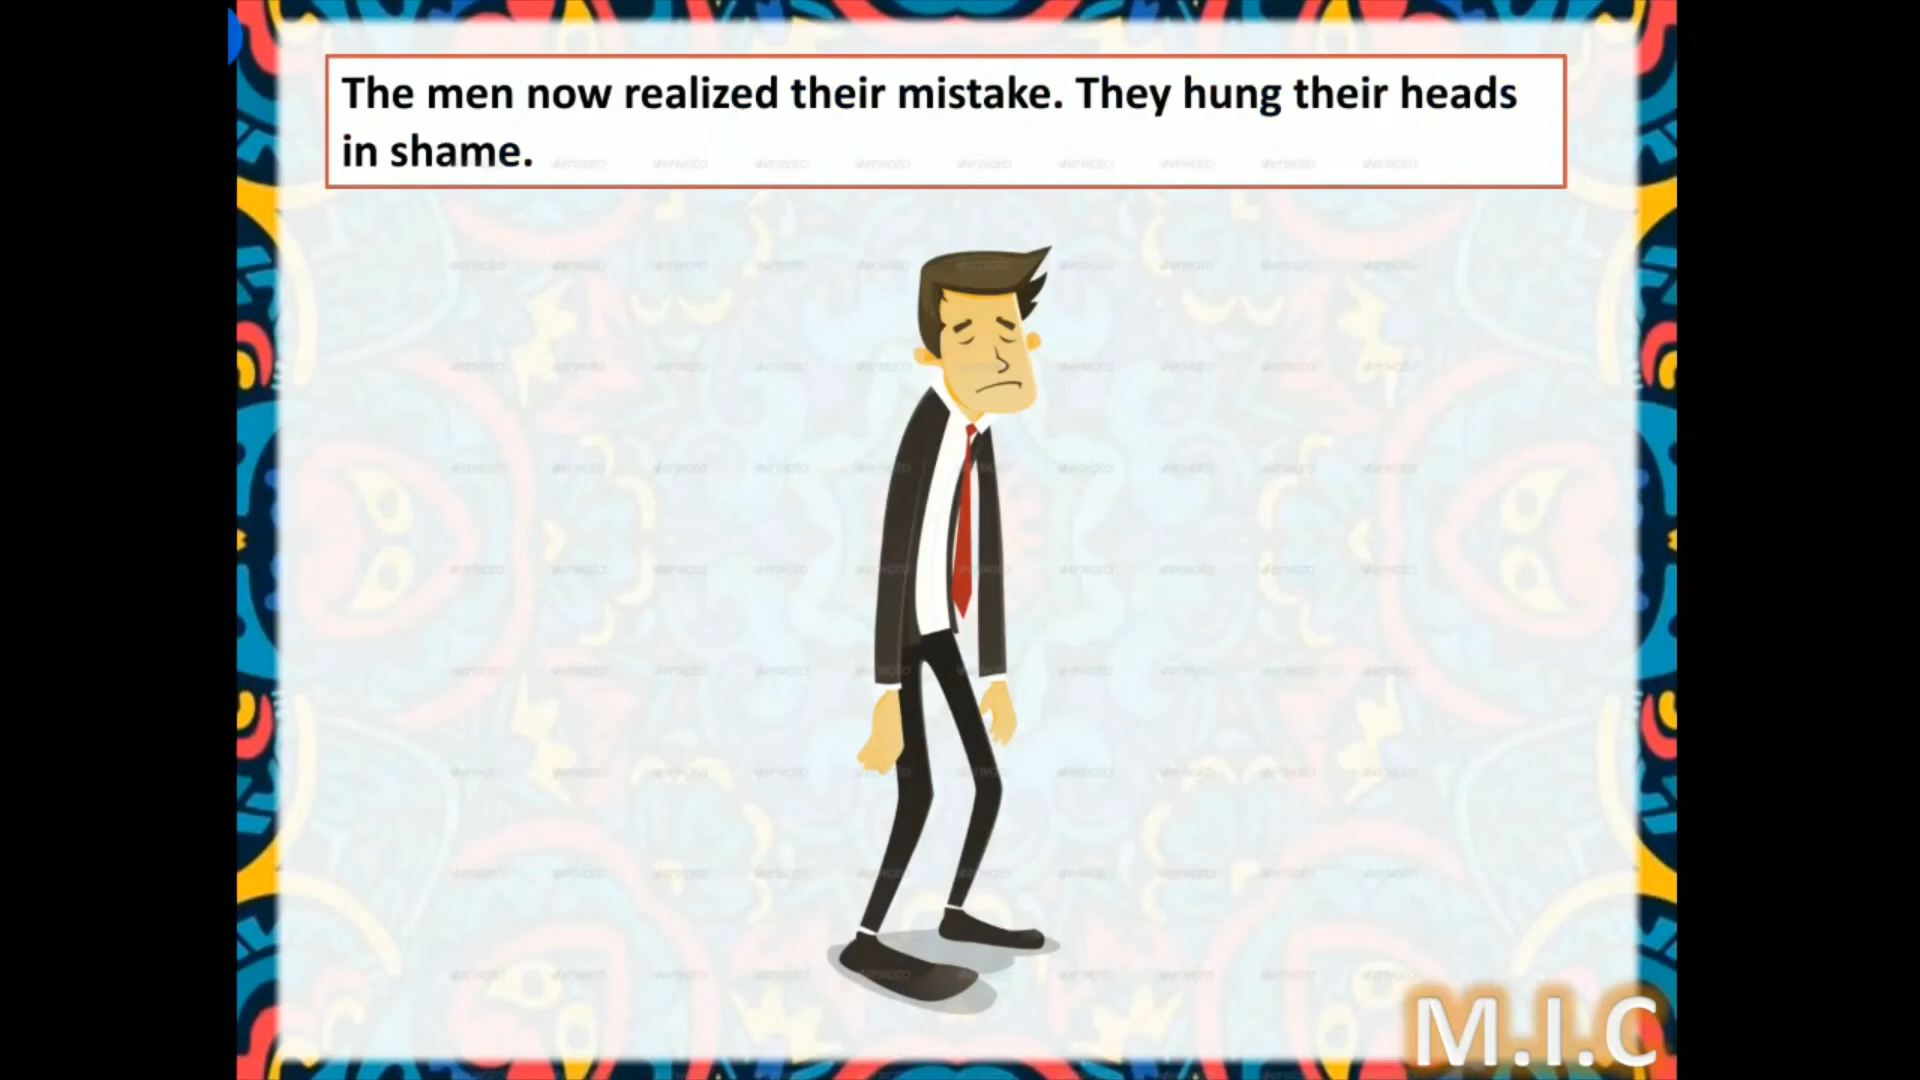 The men now realized their mistake. They hung their heads
in shame.
M.I.C